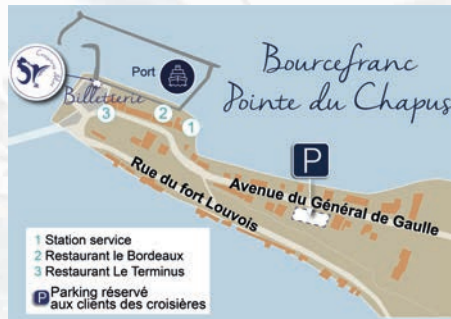 Bourcefranc
Pointe du Chapus
Port
Billetterie
3
2
1
P
Avenue du Général de Gaulle
Rue du fort Louvois
1 Station service
2 Restaurant le Bordeaux
3 Restaurant Le Terminus
P Parking réservé
aux clients des croisières